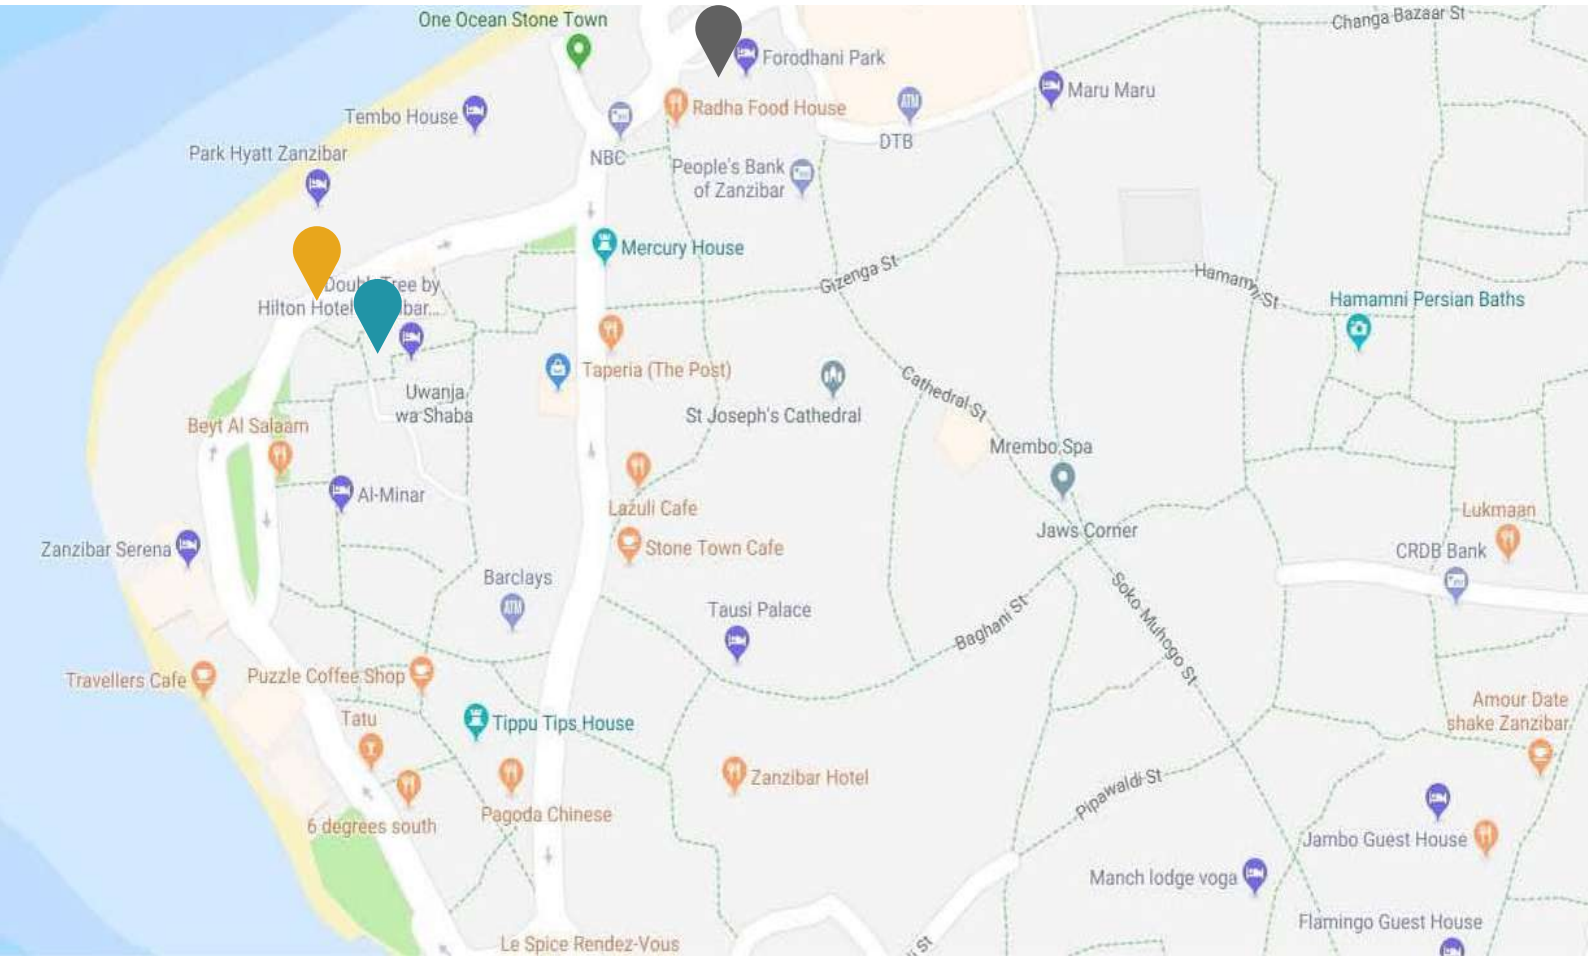 One Ocean Stone Town
Changa Bazaar St
Forodhani Park
Maru Maru
Tembo House
Radha Food House
ATM
DTB
Park Hyatt Zanzibar
NBC
People's Bank
of Zanzibar
Mercury House
Gizenga St
Hamamni St
Hamamni Persian Baths
by
Hilton Hotel
Taperia (The Post)
Uwanja
wa Shaba
Cathedral St
St Joseph's Cathedral
Beyt Al Salaam
Mrembo Spa
Al-Minar
Lazuli Cafe
Lukmaan
Jaws Corner
Zanzibar Serena
Stone Town Cafe
CRDB Bank
Barclays
ATM
Tausi Palace
Baghani St
Soko Muhogo St
Travellers Cafe
Puzzle Coffee Shop
Amour Date
shake Zanzibar
Tatu
Tippu Tips House
Zanzibar Hotel
Pipawaldi St
Pagoda Chinese
6 degrees south
Jambo Guest House
Manch lodge voga
Flamingo Guest House
Le Spice Rendez-Vous
St